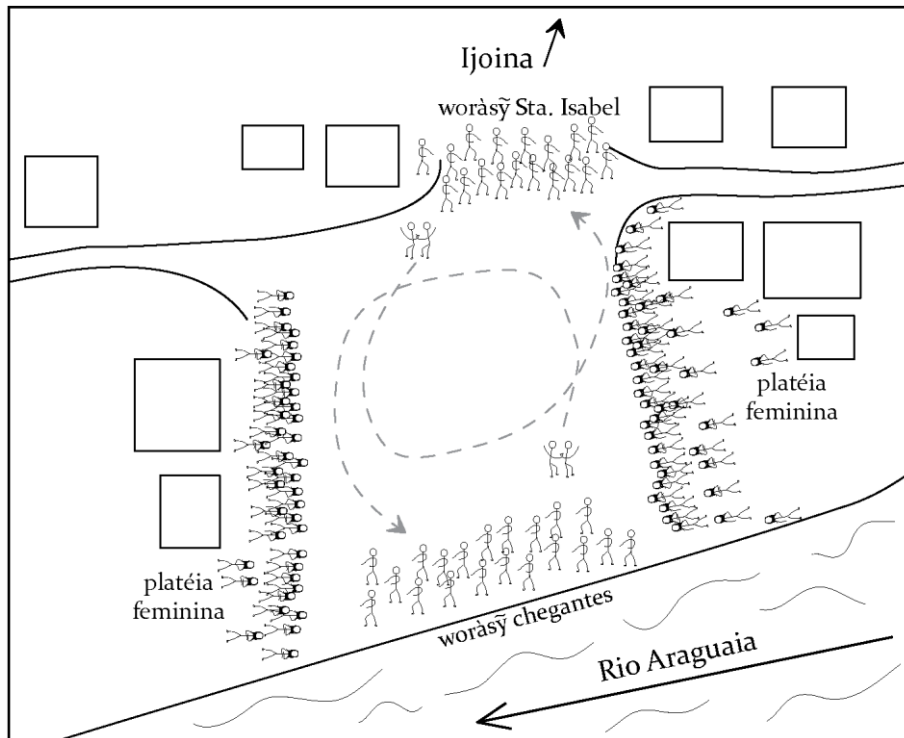 Ijoina
woràsỹ Sta. Isabel
platéia
feminina
platéia
feminina
woràsỹ chegantes
Rio Araguaia